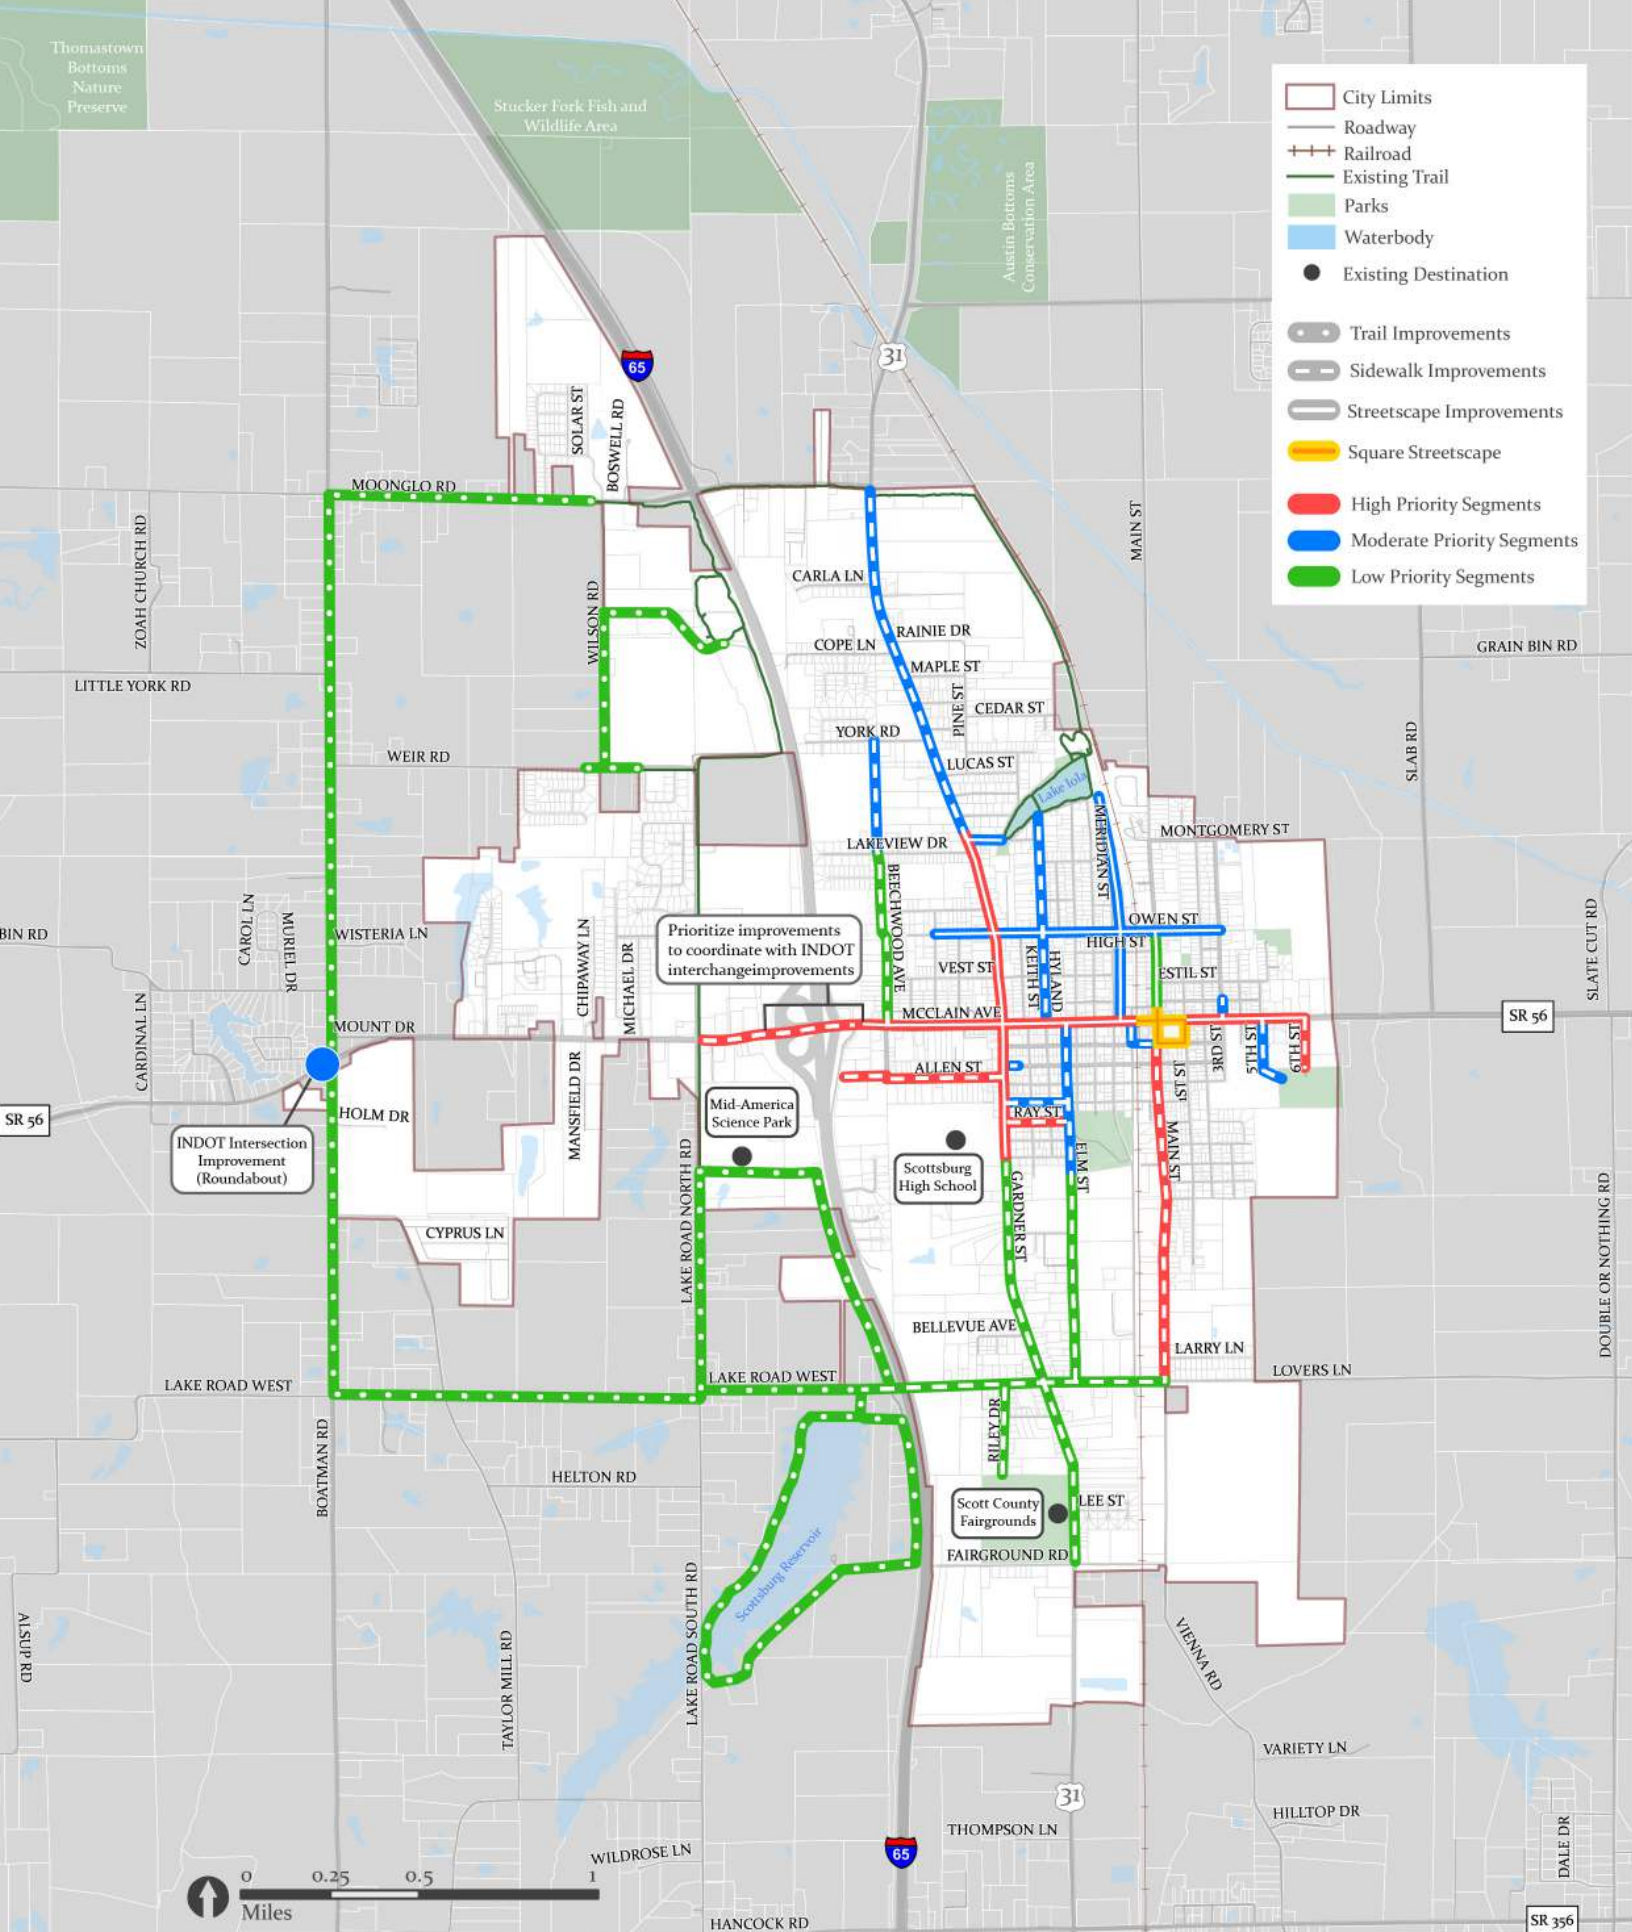 Thomastown
Bottoms
Nature
Preserve
Stucker Fork Fish and
Wildlife Area
Austin Bottoms
Conservation Area
City Limits
Roadway
Railroad
Existing Trail
Parks
Waterbody
Existing Destination
Trail Improvements
Sidewalk Improvements
Streetscape Improvements
Square Streetscape
High Priority Segments
Moderate Priority Segments
Low Priority Segments
65
31
SOLAR ST
BOSWELL RD
MOONGLO RD
MAIN ST
ZOAH CHURCH RD
CARLA LN
WILSON RD
RAINIE DR
COPE LN
GRAIN BIN RD
MAPLE ST
LITTLE YORK RD
PINE ST
CEDAR ST
YORK RD
SLAB RD
WEIR RD
LUCAS ST
Lake Iola
MERIDIAN ST
MONTGOMERY ST
LAKEVIEW DR
BEECHWOOD AVE
CAROL LN
MURIEL DR
BIN RD
WISTERIA LN
CHIPAWAY LN
MICHAEL DR
Prioritize improvements
to coordinate with INDOT
interchangeimprovements
OWEN ST
HIGH ST
SLATE CUT RD
VEST ST
KEITH ST
HYLAND
ESTIL ST
CARDINAL LN
MCCLAIN AVE
SR 56
MOUNT DR
MANSFIELD DR
ALLEN ST
1ST ST
3RD ST
5TH ST
9TH ST
SR 56
HOLM DR
Mid-America
Science Park
RAY ST
INDOT Intersection
Improvement
(Roundabout)
Scottsburg
High School
ELM ST
MAIN ST
LAKE ROAD NORTH RD
GARDNER ST
CYPRUS LN
DOUBLE OR NOTHING RD
BELLEVUE AVE
LARRY LN
LOVERS LN
LAKE ROAD WEST
LAKE ROAD WEST
BOATMAN RD
RILEY DR
HELTON RD
Scott County
Fairgrounds
LEE ST
FAIRGROUND RD
Scottsburg Reservoir
LAKE ROAD SOUTH RD
ALSUP RD
TAYLOR MILL RD
VIENNA RD
VARIETY LN
31
HILLTOP DR
THOMPSON LN
DALE DR
65
WILDROSE LN
0 0.25 0.5 1
Miles
HANCOCK RD
SR 356